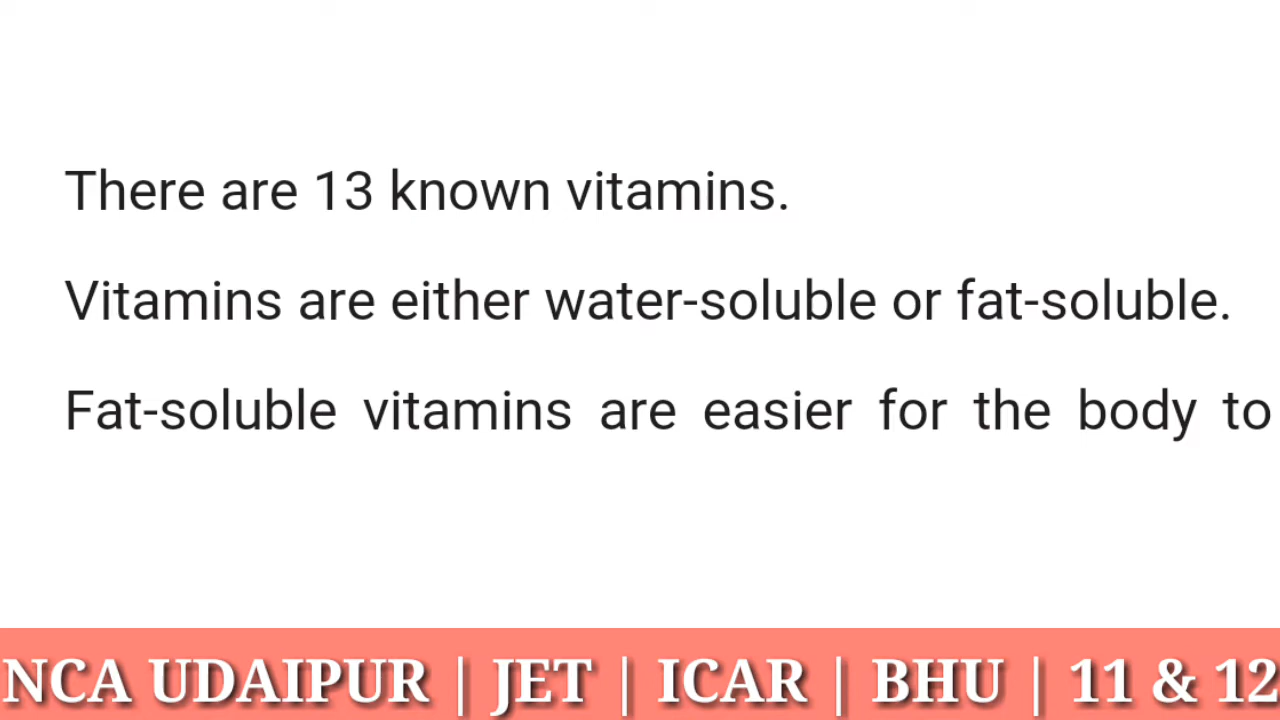 There are 13 known vitamins.
Vitamins are either water-soluble or fat-soluble.
Fat-soluble vitamins are easier for the body to
NCA UDAIPUR | JET | ICAR | BHU | 11 & 12